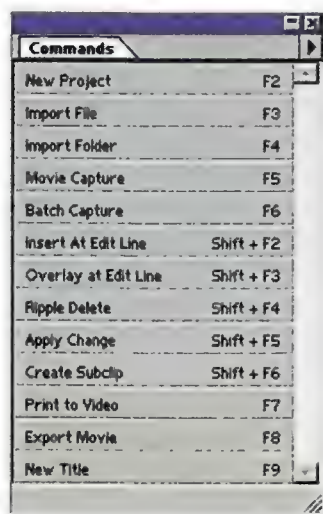 Commands
New Project F2
Import File F3
Import Folder F4
Movie Capture F5
Batch Capture F6
Insert At Edit Line Shift + F2
Overlay at Edit Line Shift + F3
Ripple Delete Shift + F4
Apply Change Shift + F5
Create Subclip Shift + F6
Print to Video F7
Export Movie F8
New Title F9